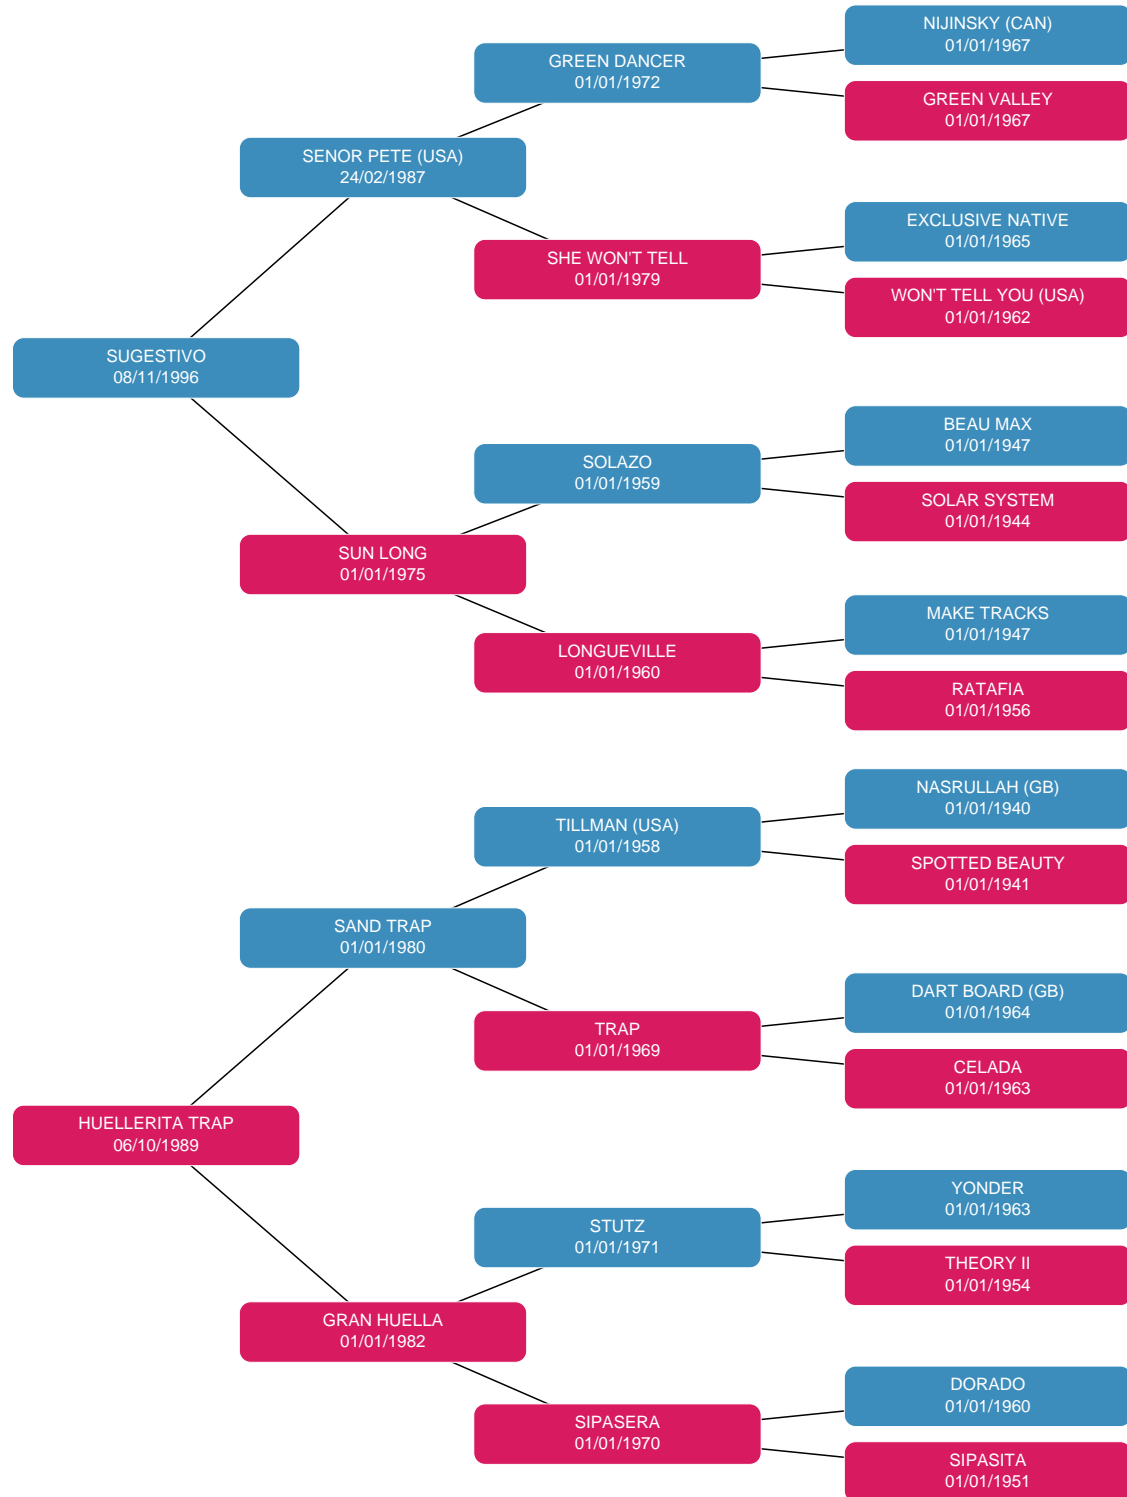 NIJINSKY (CAN)
01/01/1967
GREEN DANCER
01/01/1972
GREEN VALLEY
01/01/1967
SENOR PETE (USA)
24/02/1987
EXCLUSIVE NATIVE
01/01/1965
SHE WON'T TELL
01/01/1979
WON'T TELL YOU (USA)
01/01/1962
SUGESTIVO
08/11/1996
BEAU MAX
01/01/1947
SOLAZO
01/01/1959
SOLAR SYSTEM
01/01/1944
SUN LONG
01/01/1975
MAKE TRACKS
01/01/1947
LONGUEVILLE
01/01/1960
RATAFIA
01/01/1956
NASRULLAH (GB)
01/01/1940
TILLMAN (USA)
01/01/1958
SPOTTED BEAUTY
01/01/1941
SAND TRAP
01/01/1980
DART BOARD (GB)
01/01/1964
TRAP
01/01/1969
CELADA
01/01/1963
HUELLERITA TRAP
06/10/1989
YONDER
01/01/1963
STUTZ
01/01/1971
THEORY II
01/01/1954
GRAN HUELLA
01/01/1982
DORADO
01/01/1960
SIPASERA
01/01/1970
SIPASITA
01/01/1951